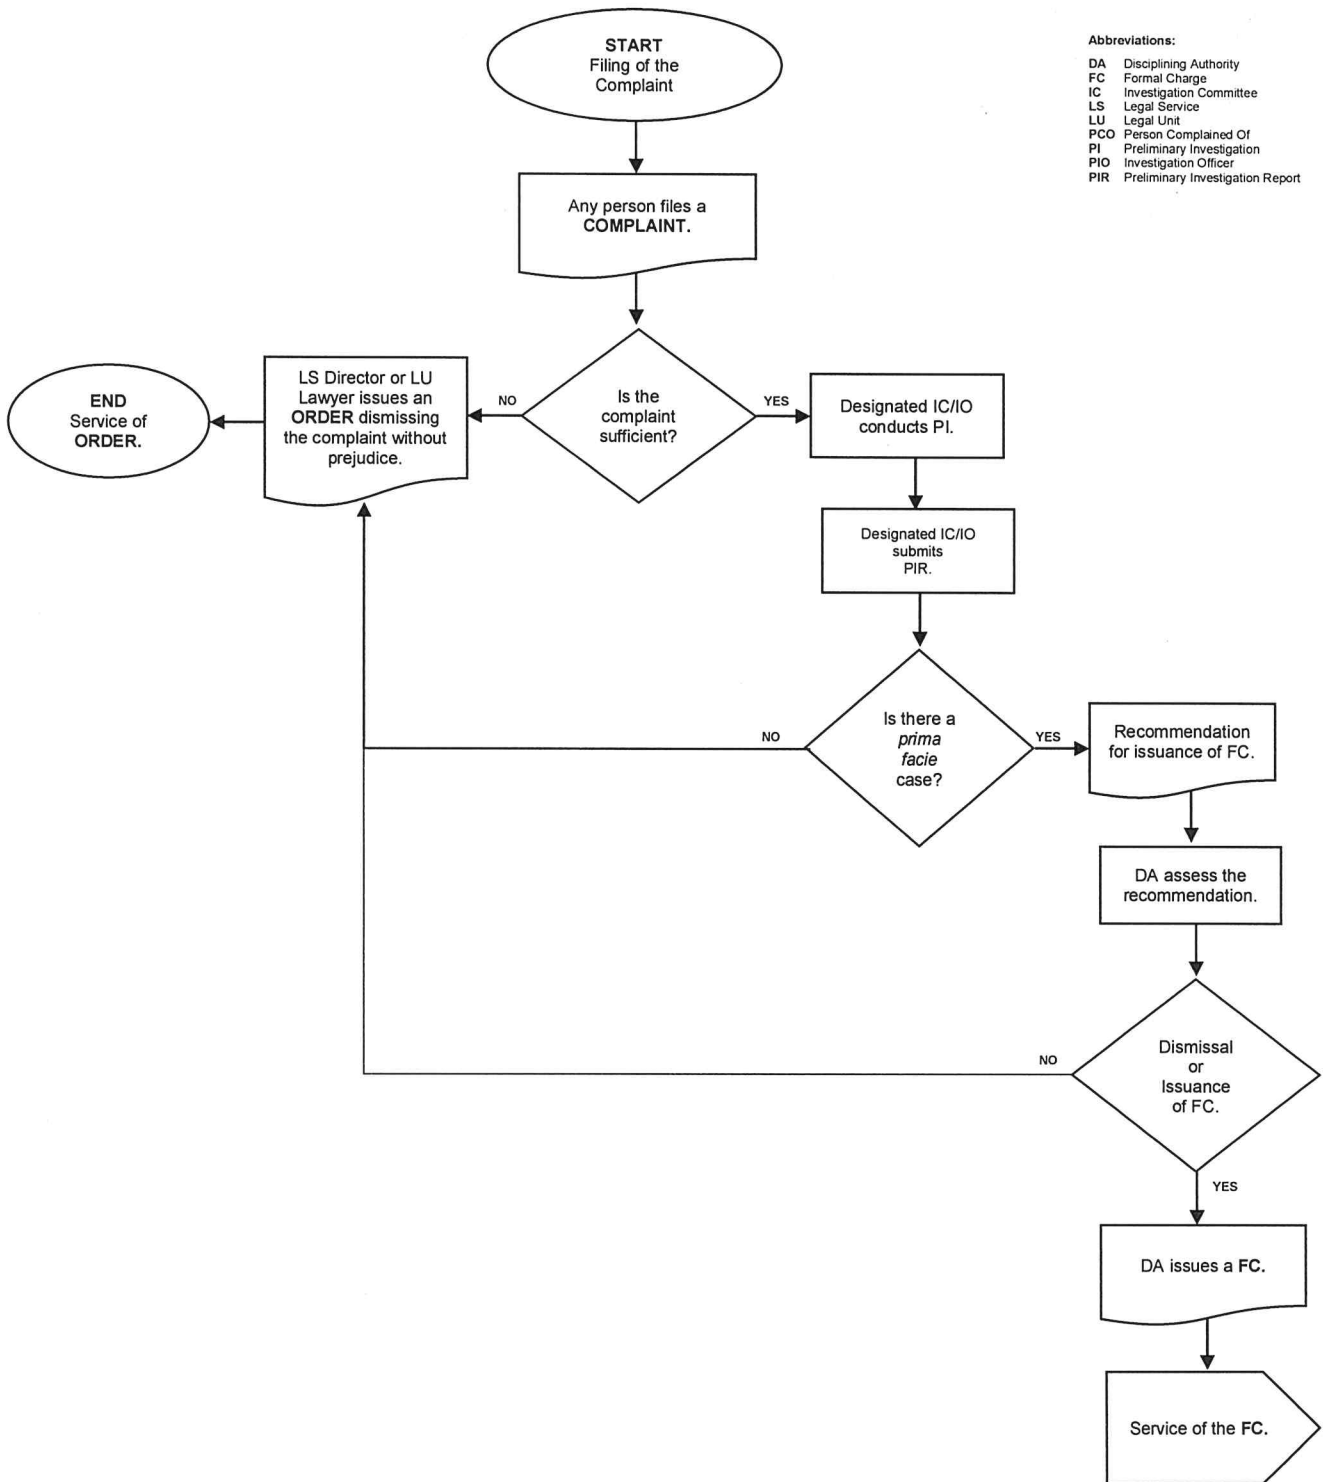 START
Filing of the
Complaint
Abbreviations:
DA Disciplining Authority
FC Formal Charge
IC Investigation Committee
LS Legal Service
LU Legal Unit
PCO Person Complained Of
PI Preliminary Investigation
PIO Investigation Officer
PIR Preliminary Investigation Report
Any person files a
COMPLAINT.
Is the
complaint
sufficient?
NO
YES
LS Director or LU
Lawyer issues an
ORDER dismissing
the complaint without
prejudice.
END
Service of
ORDER.
Designated IC/IO
conducts PI.
Designated IC/IO
submits
PIR.
Is there a
prima
facie
case?
NO
YES
Recommendation
for issuance of FC.
DA assess the
recommendation.
Dismissal
or
Issuance
of FC.
NO
YES
DA issues a FC.
Service of the FC.